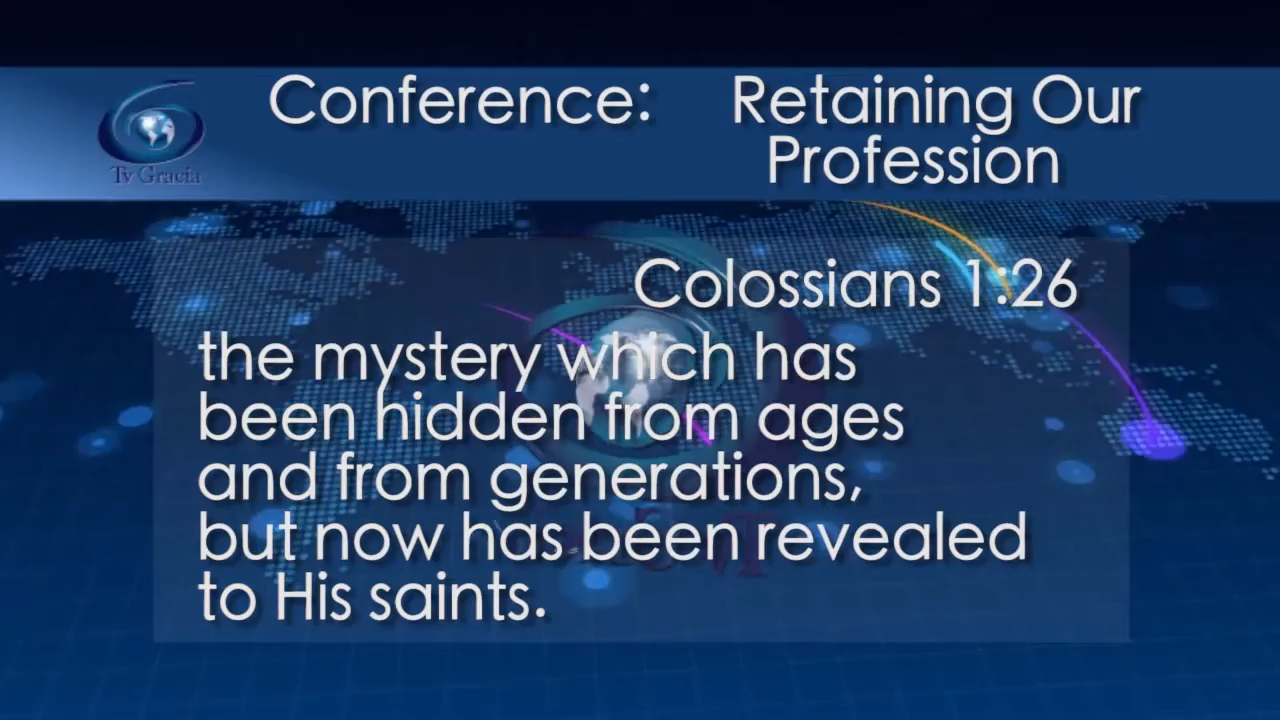 Conference: Retaining Our
Profession
Tv Gracia
Colossians 1:26
the mystery which has
been hidden from ages
and from generations,
but now has been revealed
to His saints.